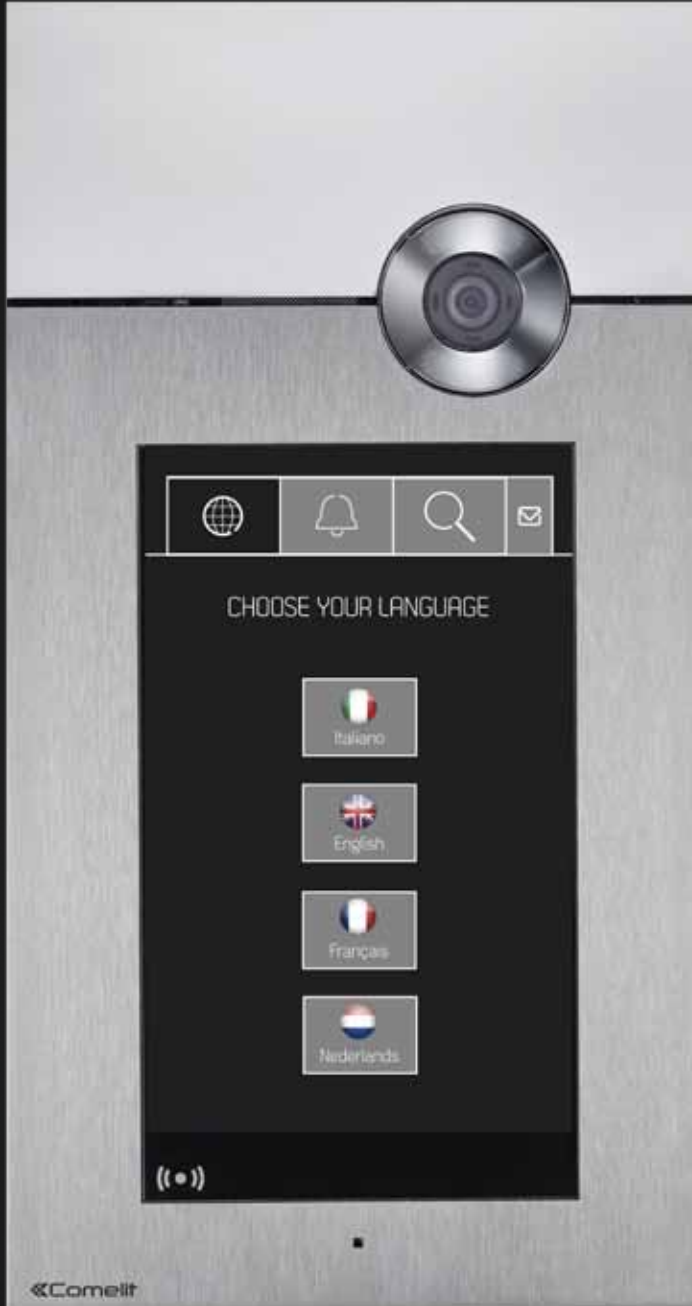 CHOOSE YOUR LANGUAGE
Italiano
English
Français
Nederlands
Comelit